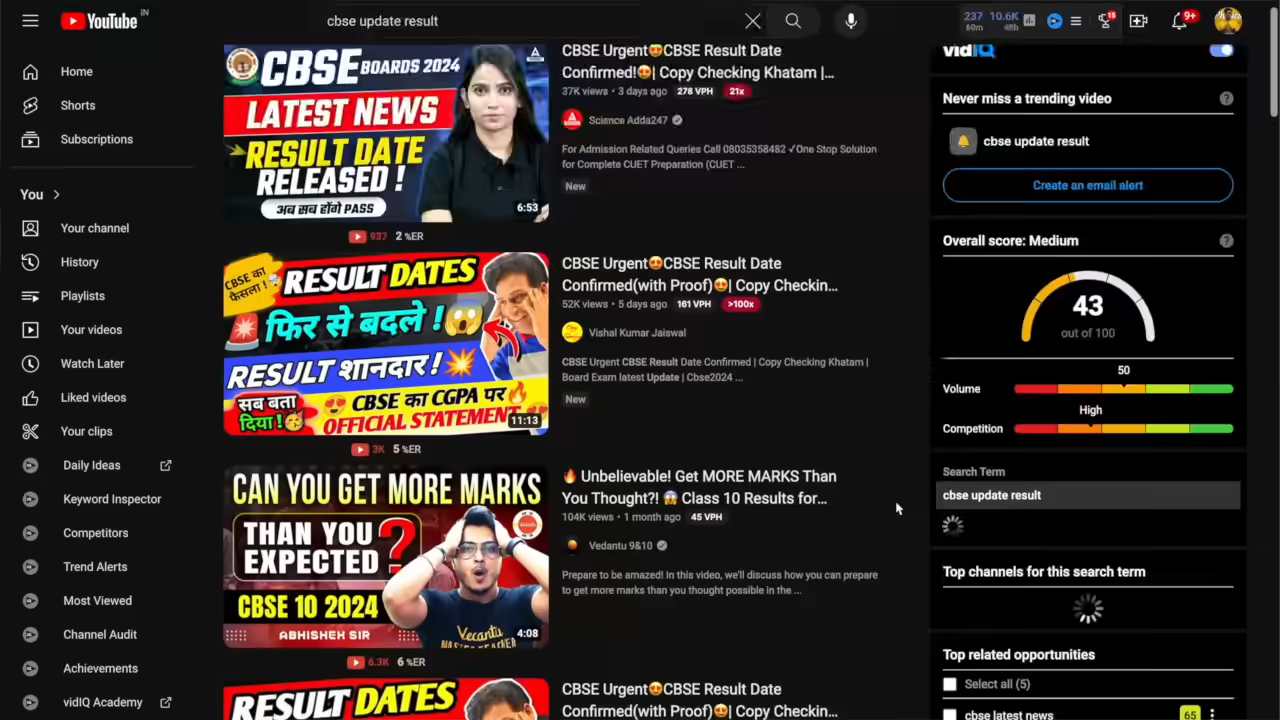 YouTube IN
cbse update result
237 10.6K
60m 48h
18
9+
Home
Shorts
Subscriptions
You
Your channel
History
Playlists
Your videos
Watch Later
Liked videos
Your clips
Daily Ideas
Keyword Inspector
Competitors
Trend Alerts
Most Viewed
Channel Audit
Achievements
vidIQ Academy
CBSE BOARDS 2024
LATEST NEWS
RESULT DATE
RELEASED !
अब सब होंगे PASS
6:53
937 2 %ER
CBSE Urgent😍CBSE Result Date
Confirmed!😍| Copy Checking Khatam |...
37K views • 3 days ago 278 VPH 21x
Science Adda247
For Admission Related Queries Call 08035358482 ✓One Stop Solution
for Complete CUET Preparation (CUET ...
New
CBSE का
फैसला !
RESULT DATES
फिर से बदले !
RESULT शानदार !
सब बता
दिया !
CBSE का CGPA पर
OFFICIAL STATEMENT
11:13
3K 5 %ER
CBSE Urgent😍CBSE Result Date
Confirmed(with Proof)😍| Copy Checkin...
52K views • 5 days ago 161 VPH >100x
Vishal Kumar Jaiswal
CBSE Urgent CBSE Result Date Confirmed | Copy Checking Khatam |
Board Exam latest Update | Cbse2024 ...
New
CAN YOU GET MORE MARKS
THAN YOU
EXPECTED ?
CBSE 10 2024
ABHISHEK SIR
Vedantu
4:08
6.3K 6 %ER
🔥 Unbelievable! Get MORE MARKS Than
You Thought?! 😱 Class 10 Results for...
104K views • 1 month ago 45 VPH
Vedantu 9&10
Prepare to be amazed! In this video, we'll discuss how you can prepare
to get more marks than you thought possible in the ...
RESULT DATES
CBSE Urgent😍CBSE Result Date
Confirmed(with Proof)😍| Copy Checkin...
vidIQ
Never miss a trending video
cbse update result
Create an email alert
Overall score: Medium
43
out of 100
50
Volume
High
Competition
Search Term
cbse update result
Top channels for this search term
Top related opportunities
Select all (5)
cbse latest news 65